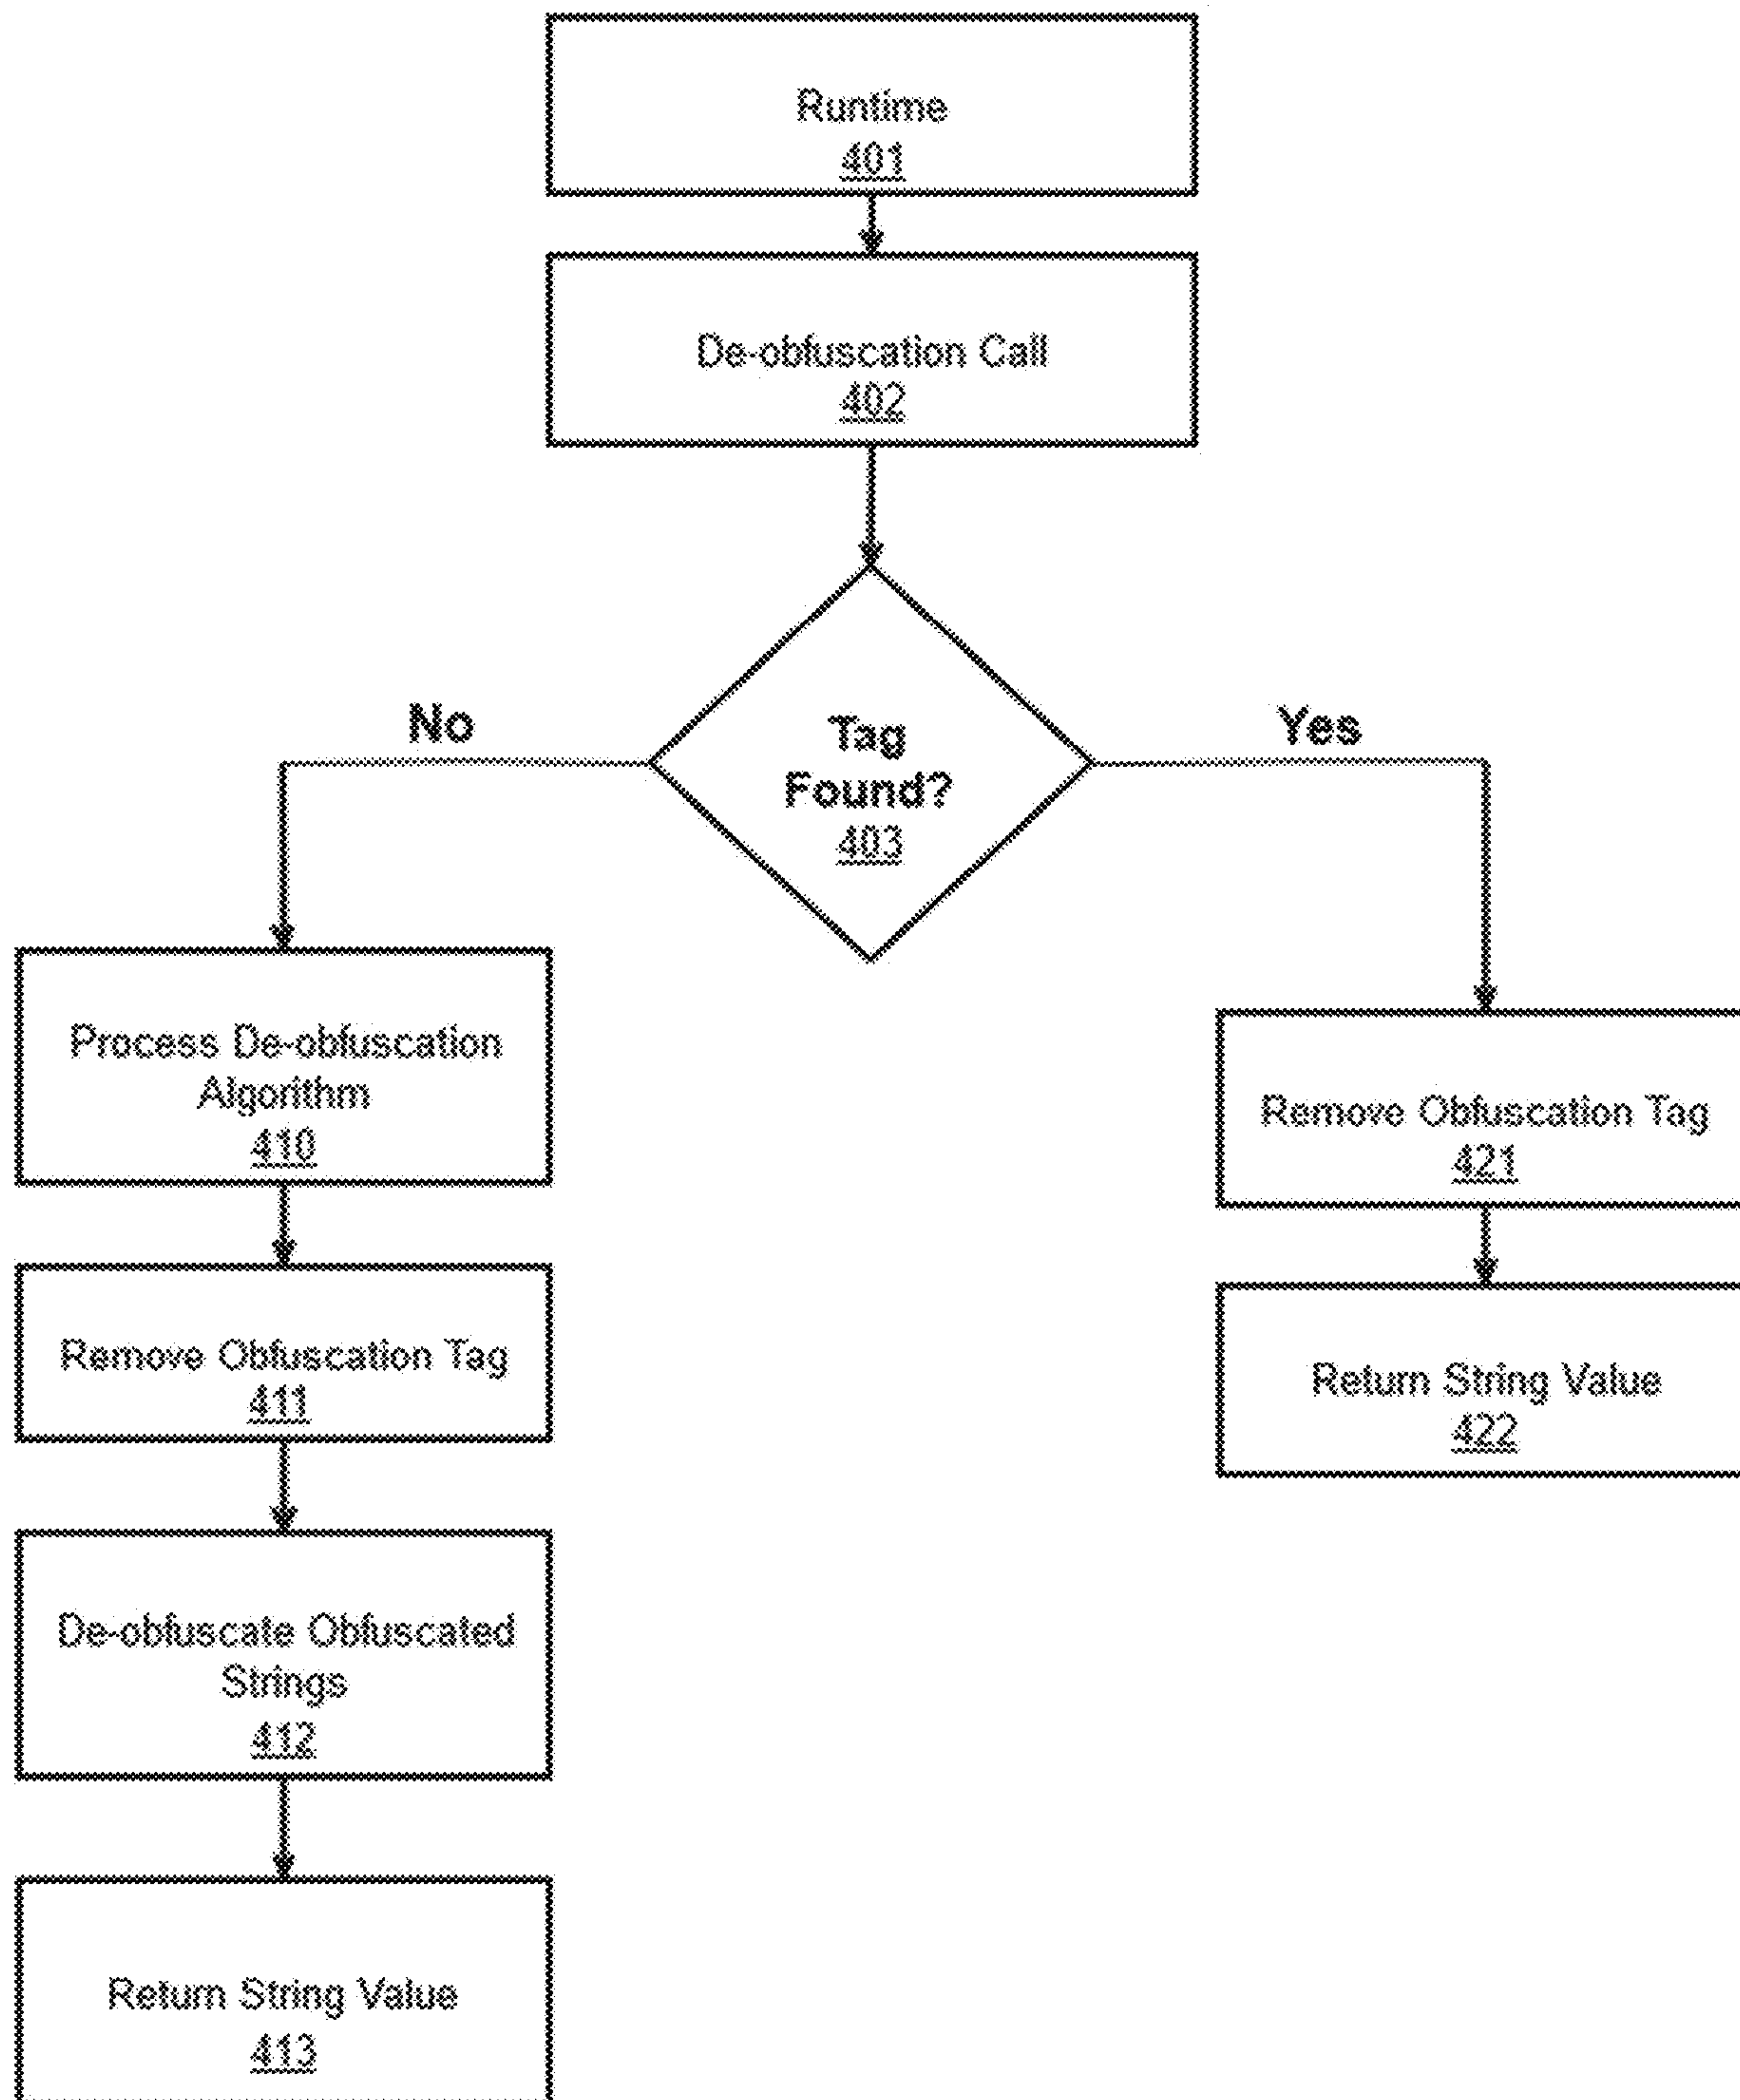 Runtime
401
De-obfuscation Call
402
No
Yes
Tag
Found?
403
Process De-obfuscation
Algorithm
410
Remove Obfuscation Tag
421
Remove Obfuscation Tag
411
Return String Value
422
De-obfuscate Obfuscated
Strings
412
Return String Value
413